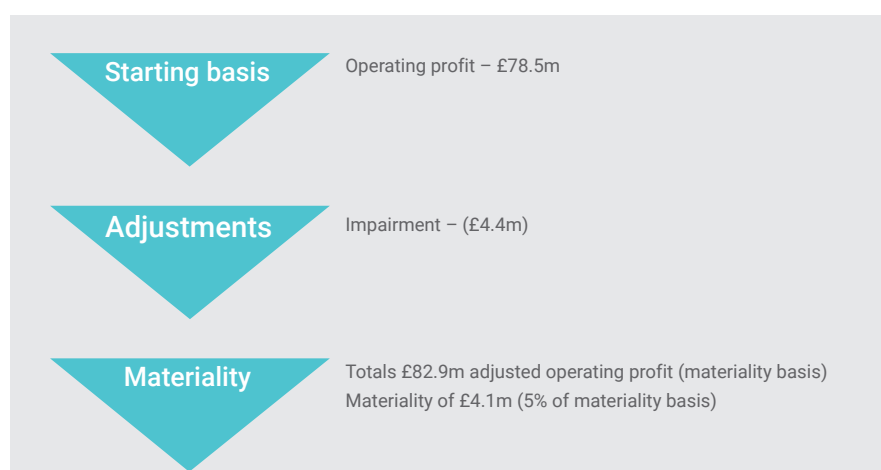 Starting basis
Operating profit – £78.5m
Adjustments
Impairment – (£4.4m)
Materiality
Totals £82.9m adjusted operating profit (materiality basis)
Materiality of £4.1m (5% of materiality basis)